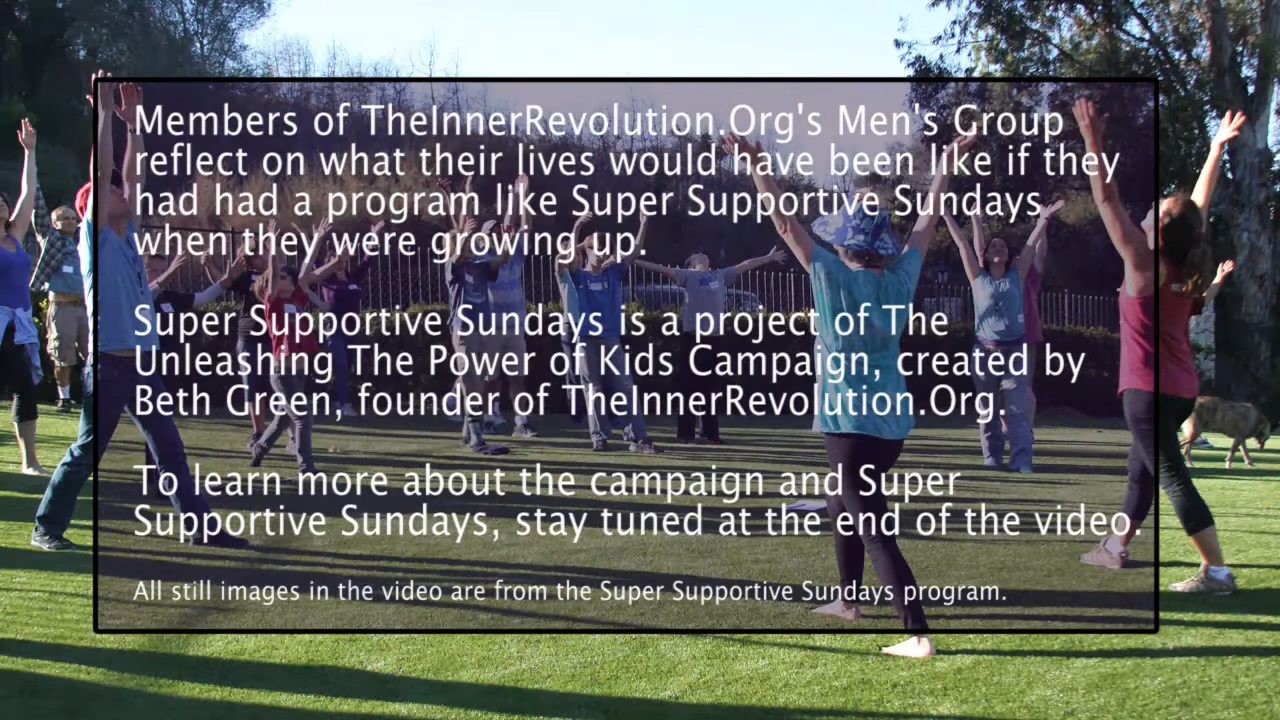 Members of TheInnerRevolution.Org's Men's Group
reflect on what their lives would have been like if they
had had a program like Super Supportive Sundays
when they were growing up.
Super Supportive Sundays is a project of The
Unleashing The Power of Kids Campaign, created by
Beth Green, founder of TheInnerRevolution.Org.
To learn more about the campaign and Super
Supportive Sundays, stay tuned at the end of the video.
All still images in the video are from the Super Supportive Sundays program.